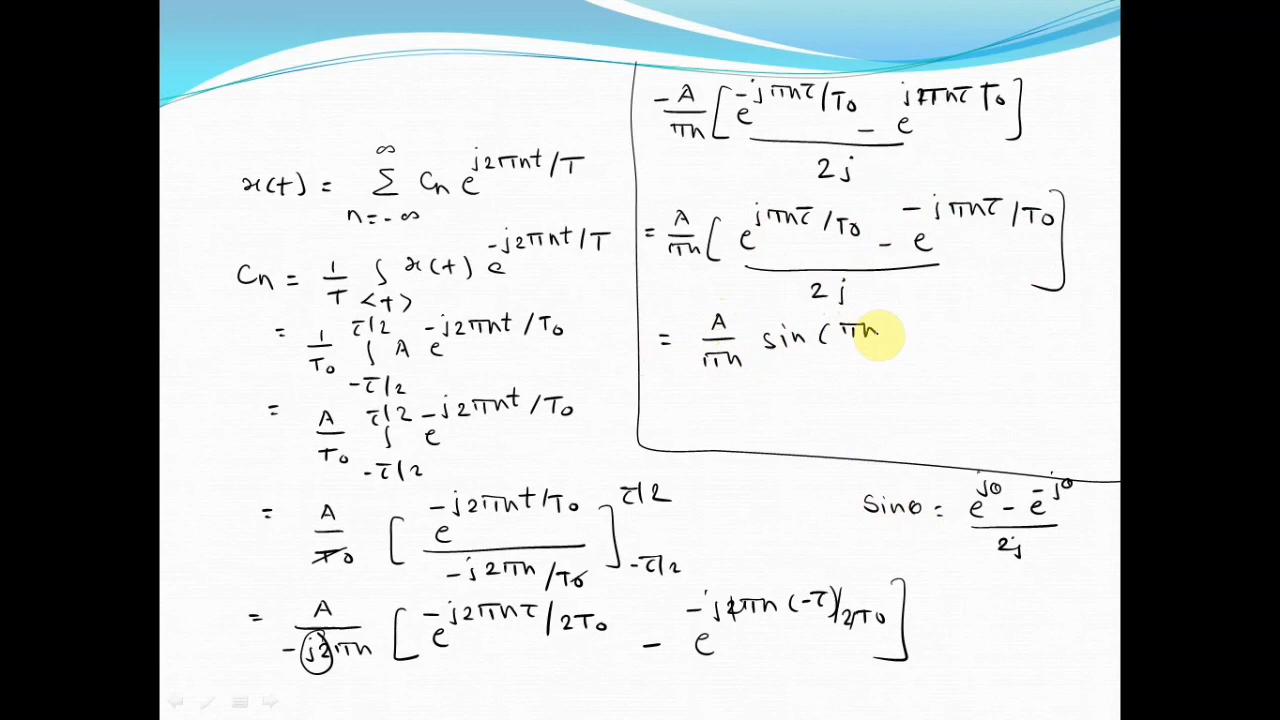 x(t) = ∞ Σ n=-∞ Cn e^j2πnt/T
Cn = 1/T ∫<T> x(t) e^-j2πnt/T
= 1/T₀ ∫-τ/2 τ/2 A e^-j2πnt/T₀
= A/T₀ ∫-τ/2 τ/2 e^-j2πnt/T₀
= A/T₀ [ e^-j2πnt/T₀ / -j2πn/T₀ ] τ/2 -τ/2
= A/-j2πn [ e^-j2πnτ/2T₀ - e^-j2πn(-τ)/2T₀ ]
-A/πn [ e^-jπnτ/T₀ - e^jπnτ/T₀ ] / 2j
= A/πn [ e^jπnτ/T₀ - e^-jπnτ/T₀ ] / 2j
= A/πn sin(πn
Sinθ = e^jθ - e^-jθ / 2j